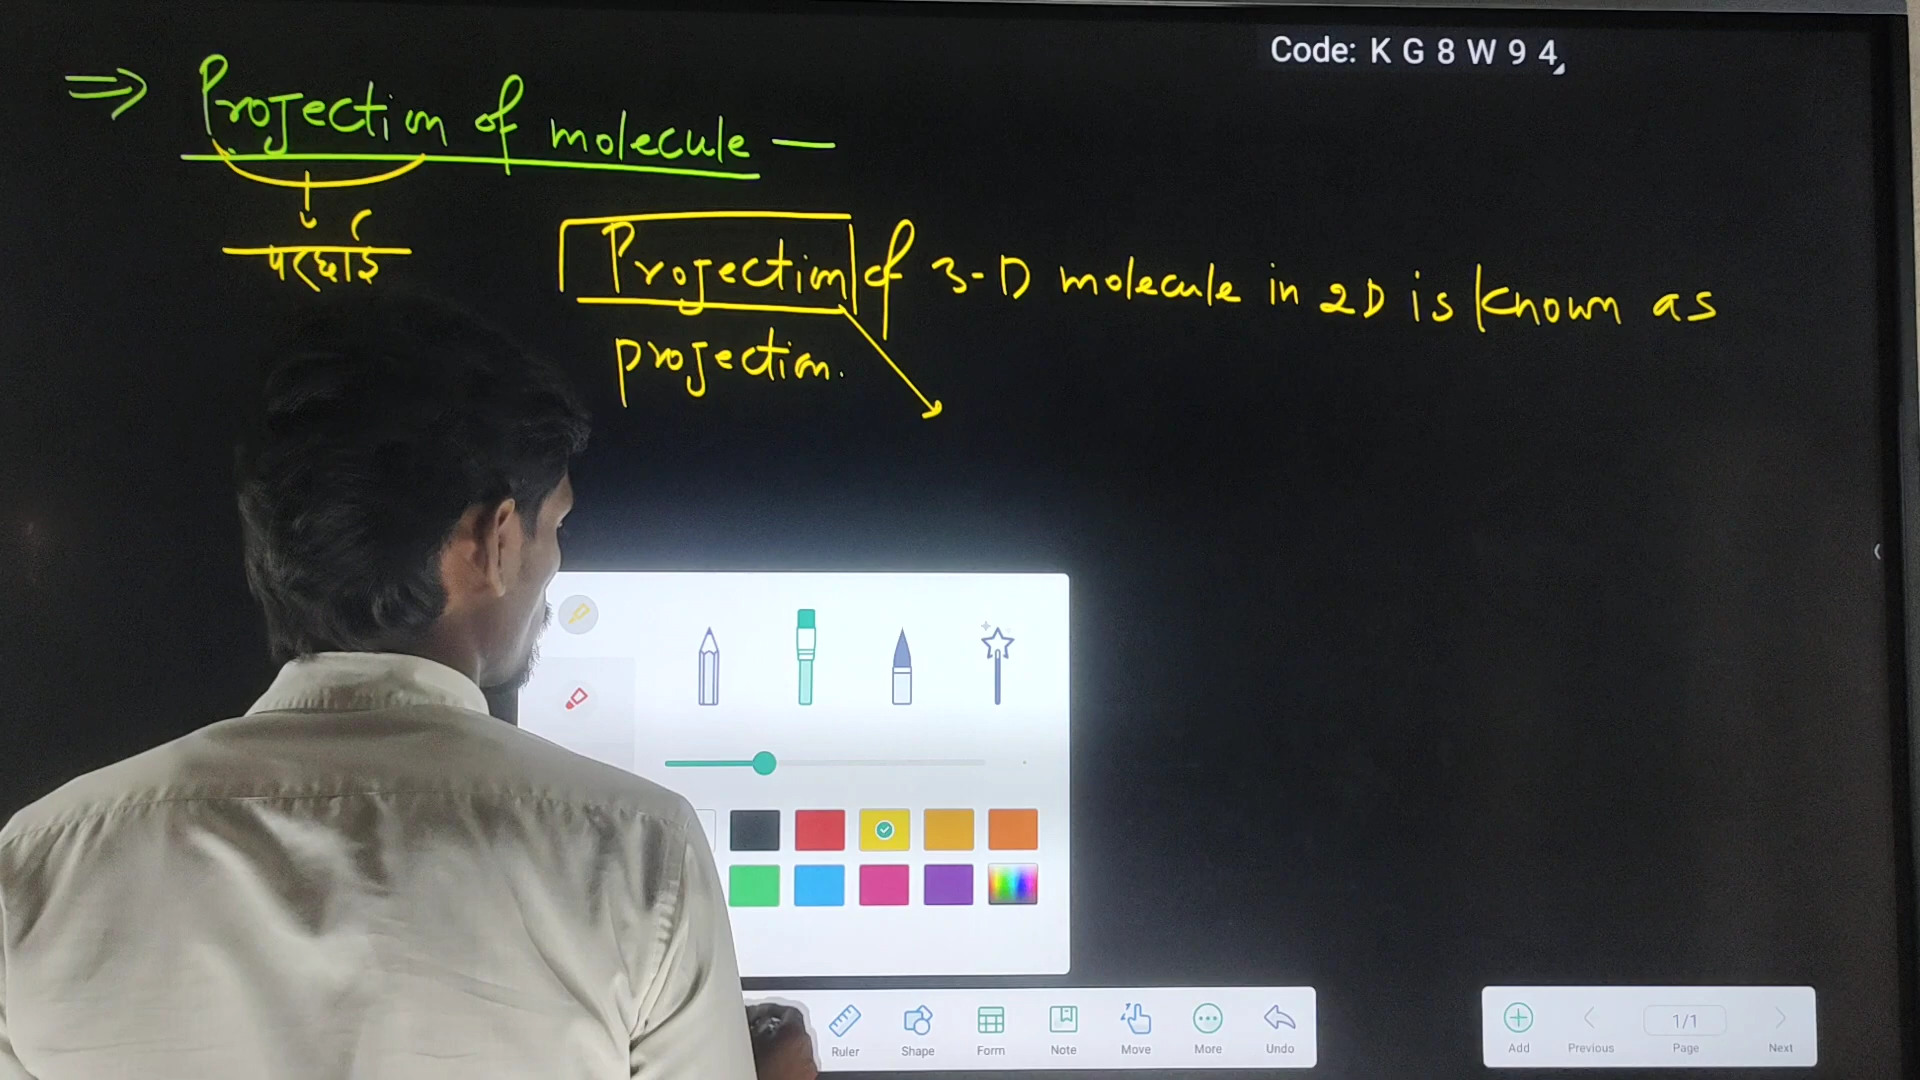 Code: K G 8 W 9 4
⇒ Projection of molecule —
परछाई
Projection of 3-D molecule in 2D is known as
projection.
Ruler
Shape
Form
Note
Move
More
Undo
Add
Previous
1/1
Page
Next